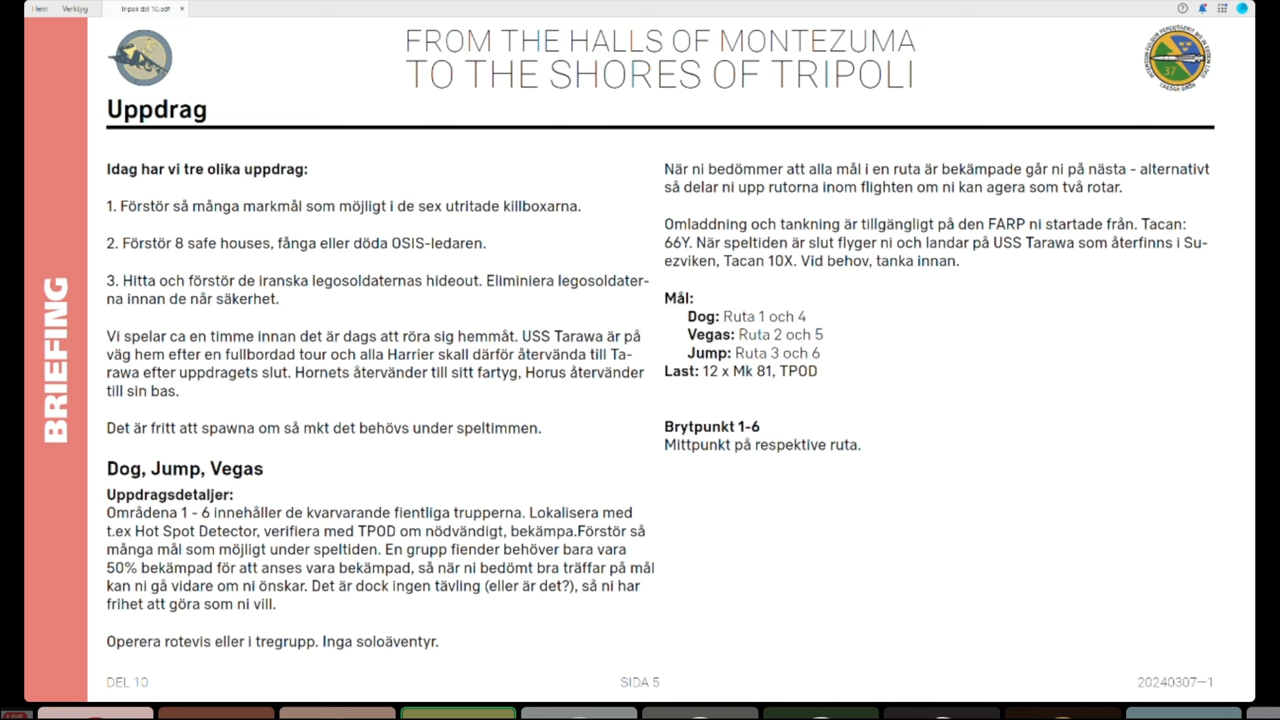 Hem Verktyg Tripoli del 10.pdf ×
FROM THE HALLS OF MONTEZUMA
TO THE SHORES OF TRIPOLI
37
Uppdrag
BRIEFING
Idag har vi tre olika uppdrag:
1. Förstör så många markmål som möjligt i de sex utritade killboxarna.
2. Förstör 8 safe houses, fånga eller döda OSIS-ledaren.
3. Hitta och förstör de iranska legosoldaternas hideout. Eliminiera legosoldater-
na innan de når säkerhet.
Vi spelar ca en timme innan det är dags att röra sig hemmåt. USS Tarawa är på
väg hem efter en fullbordad tour och alla Harrier skall därför återvända till Ta-
rawa efter uppdragets slut. Hornets återvänder till sitt fartyg, Horus återvänder
till sin bas.
Det är fritt att spawna om så mkt det behövs under speltimmen.
Dog, Jump, Vegas
Uppdragsdetaljer:
Områdena 1 - 6 innehåller de kvarvarande fientliga trupperna. Lokalisera med
t.ex Hot Spot Detector, verifiera med TPOD om nödvändigt, bekämpa.Förstör så
många mål som möjligt under speltiden. En grupp fiender behöver bara vara
50% bekämpad för att anses vara bekämpad, så när ni bedömt bra träffar på mål
kan ni gå vidare om ni önskar. Det är dock ingen tävling (eller är det?), så ni har
frihet att göra som ni vill.
Operera rotevis eller i tregrupp. Inga soloäventyr.
När ni bedömmer att alla mål i en ruta är bekämpade går ni på nästa - alternativt
så delar ni upp rutorna inom flighten om ni kan agera som två rotar.
Omladdning och tankning är tillgängligt på den FARP ni startade från. Tacan:
66Y. När speltiden är slut flyger ni och landar på USS Tarawa som återfinns i Su-
ezviken, Tacan 10X. Vid behov, tanka innan.
Mål:
Dog: Ruta 1 och 4
Vegas: Ruta 2 och 5
Jump: Ruta 3 och 6
Last: 12 x Mk 81, TPOD
Brytpunkt 1-6
Mittpunkt på respektive ruta.
DEL 10
SIDA 5
20240307—1
LIVE